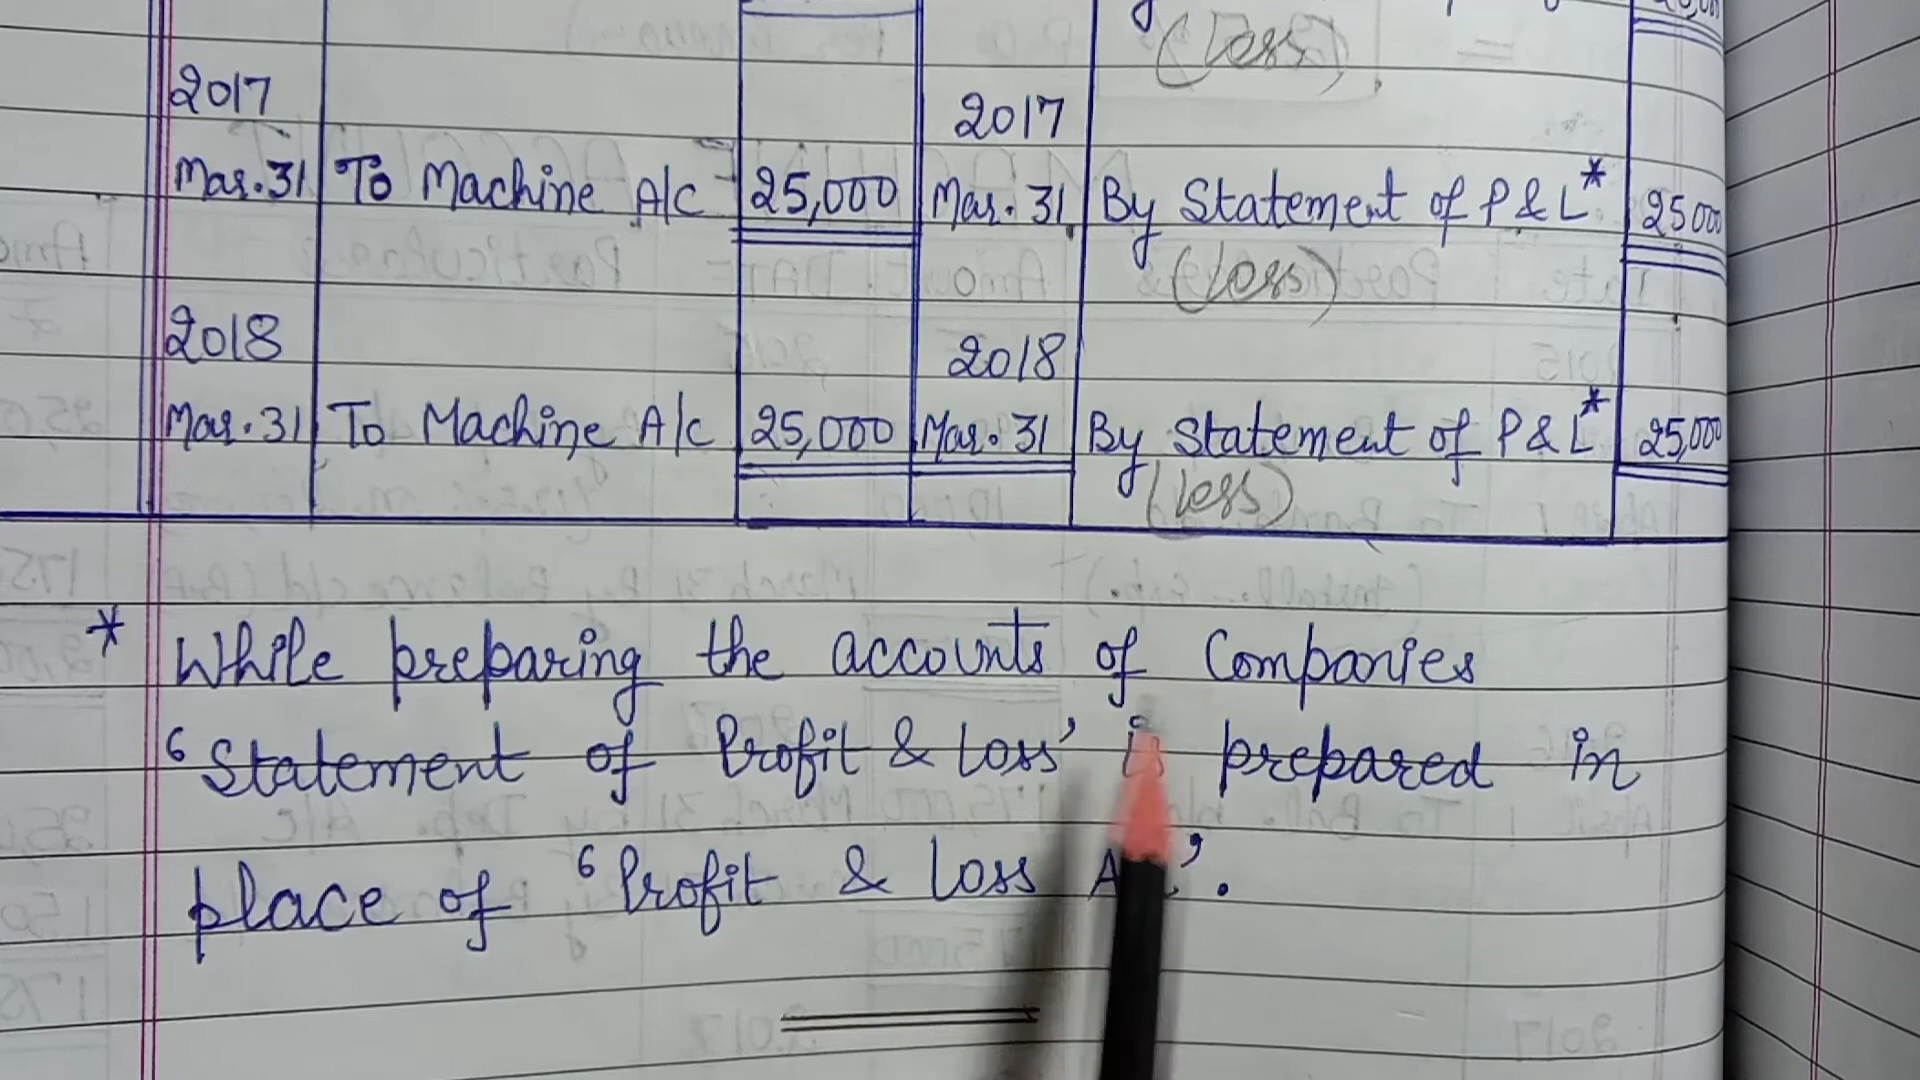 (Loss)
2017 2017
Mar. 31 To Machine A/c 25,000 Mar. 31 By Statement of P & L* 25000
(Loss)
2018 2018
Mar. 31 To Machine A/c 25,000 Mar. 31 By Statement of P & L* 25,000
(Loss)
* While preparing the accounts of Companies
'Statement of Profit & Loss' is prepared in
place of 'Profit & Loss A/c'.